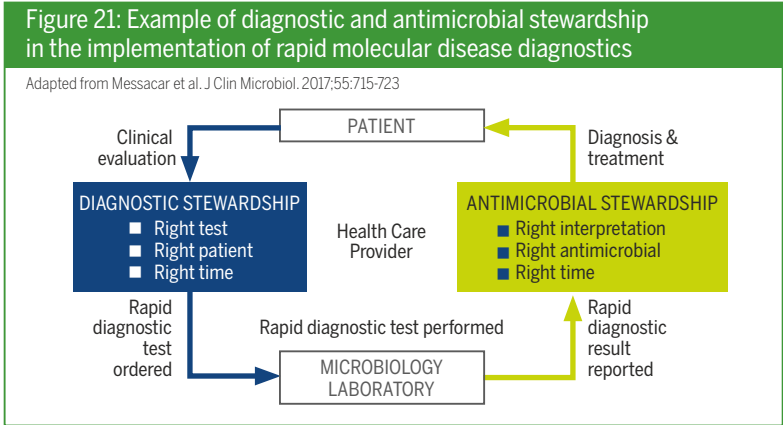 Figure 21: Example of diagnostic and antimicrobial stewardship
in the implementation of rapid molecular disease diagnostics
Adapted from Messacar et al. J Clin Microbiol. 2017;55:715-723
PATIENT
Clinical
evaluation
Diagnosis &
treatment
DIAGNOSTIC STEWARDSHIP
Right test
Right patient
Right time
Health Care
Provider
ANTIMICROBIAL STEWARDSHIP
Right interpretation
Right antimicrobial
Right time
Rapid
diagnostic
test
ordered
Rapid diagnostic test performed
MICROBIOLOGY
LABORATORY
Rapid
diagnostic
result
reported